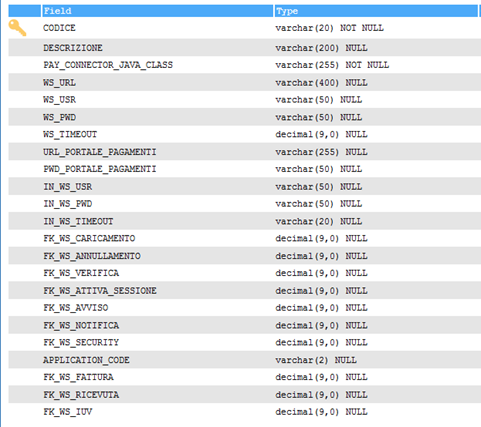 Field Type
CODICE varchar(20) NOT NULL
DESCRIZIONE varchar(200) NULL
PAY_CONNECTOR_JAVA_CLASS varchar(255) NOT NULL
WS_URL varchar(400) NULL
WS_USR varchar(50) NULL
WS_PWD varchar(50) NULL
WS_TIMEOUT decimal(9,0) NULL
URL_PORTALE_PAGAMENTI varchar(255) NULL
PWD_PORTALE_PAGAMENTI varchar(50) NULL
IN_WS_USR varchar(50) NULL
IN_WS_PWD varchar(50) NULL
IN_WS_TIMEOUT varchar(20) NULL
FK_WS_CARICAMENTO decimal(9,0) NULL
FK_WS_ANNULLAMENTO decimal(9,0) NULL
FK_WS_VERIFICA decimal(9,0) NULL
FK_WS_ATTIVA_SESSIONE decimal(9,0) NULL
FK_WS_AVVISO decimal(9,0) NULL
FK_WS_NOTIFICA decimal(9,0) NULL
FK_WS_SECURITY decimal(9,0) NULL
APPLICATION_CODE varchar(2) NULL
FK_WS_FATTURA decimal(9,0) NULL
FK_WS_RICEVUTA decimal(9,0) NULL
FK_WS_IUV decimal(9,0) NULL